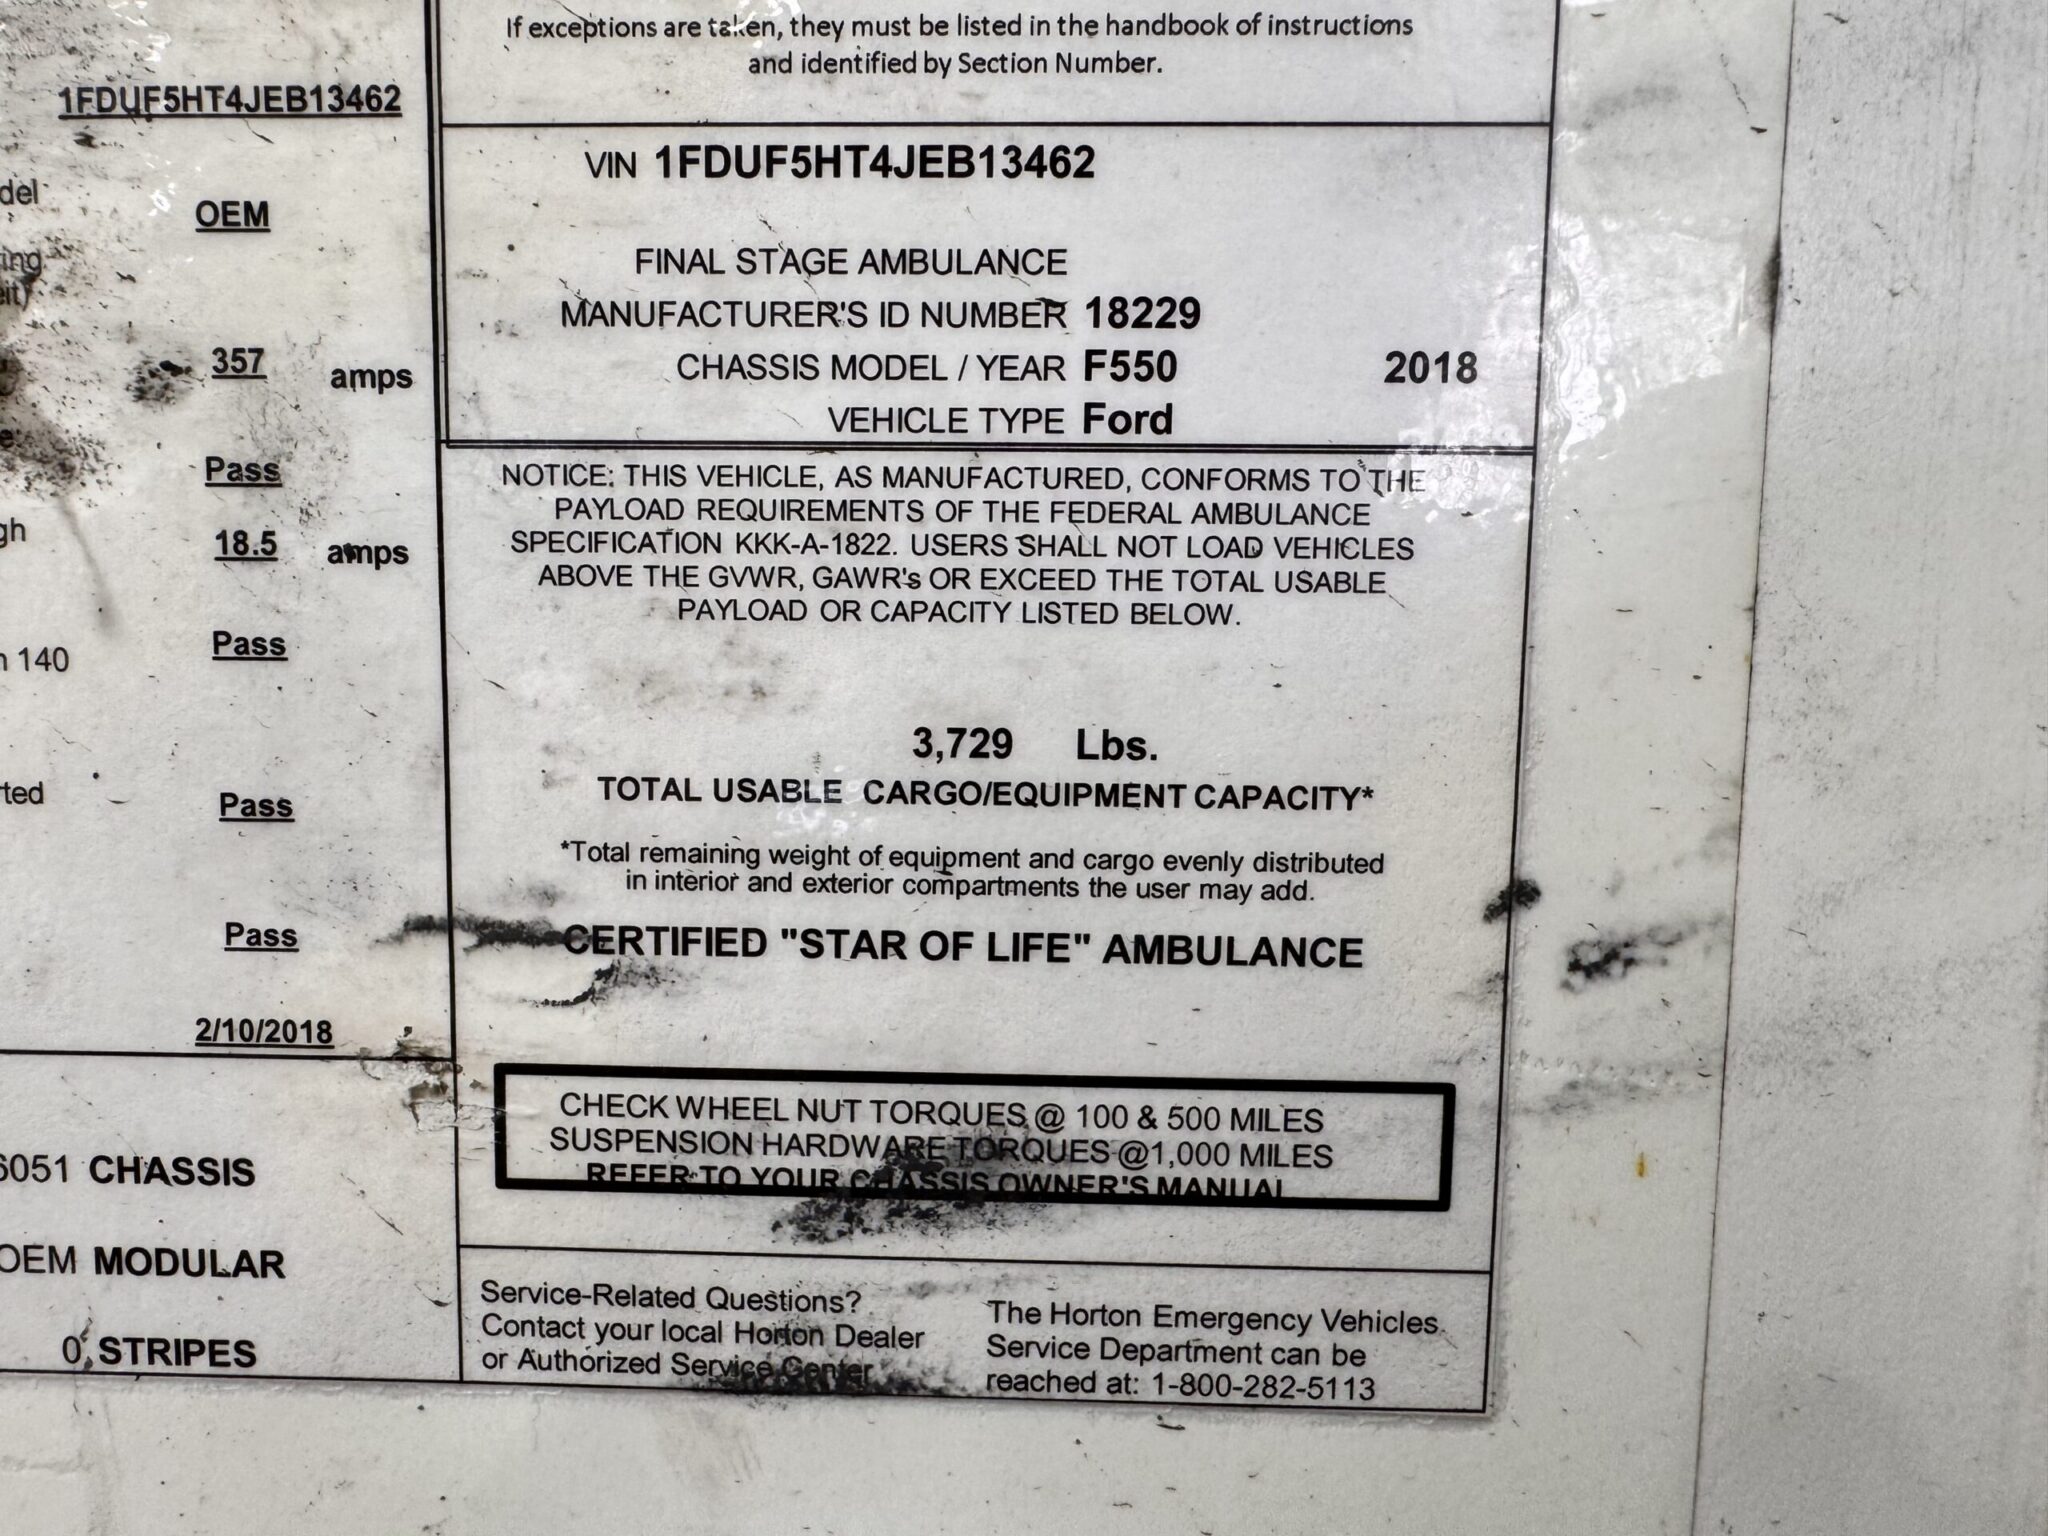 If exceptions are taken, they must be listed in the handbook of instructions
and identified by Section Number.
1FDUF5HT4JEB13462
OEM
357 amps
Pass
18.5 amps
Pass
140
Pass
Pass
2/10/2018
6051 CHASSIS
OEM MODULAR
0 STRIPES
VIN 1FDUF5HT4JEB13462
FINAL STAGE AMBULANCE
MANUFACTURER'S ID NUMBER 18229
CHASSIS MODEL / YEAR F550 2018
VEHICLE TYPE Ford
NOTICE: THIS VEHICLE, AS MANUFACTURED, CONFORMS TO THE
PAYLOAD REQUIREMENTS OF THE FEDERAL AMBULANCE
SPECIFICATION KKK-A-1822. USERS SHALL NOT LOAD VEHICLES
ABOVE THE GVWR, GAWR's OR EXCEED THE TOTAL USABLE
PAYLOAD OR CAPACITY LISTED BELOW.
3,729 Lbs.
TOTAL USABLE CARGO/EQUIPMENT CAPACITY*
*Total remaining weight of equipment and cargo evenly distributed
in interior and exterior compartments the user may add.
CERTIFIED "STAR OF LIFE" AMBULANCE
CHECK WHEEL NUT TORQUES @ 100 & 500 MILES
SUSPENSION HARDWARE TORQUES @1,000 MILES
REFER TO YOUR CHASSIS OWNER'S MANUAL
Service-Related Questions?
Contact your local Horton Dealer
or Authorized Service Center
The Horton Emergency Vehicles
Service Department can be
reached at: 1-800-282-5113